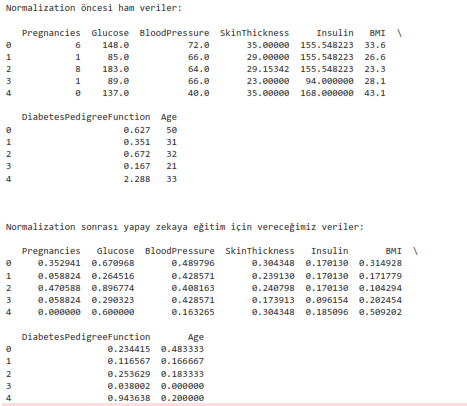 Normalization öncesi ham veriler:
Pregnancies Glucose BloodPressure SkinThickness Insulin BMI \
0 6 148.0 72.0 35.00000 155.548223 33.6
1 1 85.0 66.0 29.00000 155.548223 26.6
2 8 183.0 64.0 29.15342 155.548223 23.3
3 1 89.0 66.0 23.00000 94.000000 28.1
4 0 137.0 40.0 35.00000 168.000000 43.1
DiabetesPedigreeFunction Age
0 0.627 50
1 0.351 31
2 0.672 32
3 0.167 21
4 2.288 33
Normalization sonrası yapay zekaya eğitim için vereceğimiz veriler:
Pregnancies Glucose BloodPressure SkinThickness Insulin BMI \
0 0.352941 0.670968 0.489796 0.304348 0.170130 0.314928
1 0.058824 0.264516 0.428571 0.239130 0.170130 0.171779
2 0.470588 0.896774 0.408163 0.240798 0.170130 0.104294
3 0.058824 0.290323 0.428571 0.173913 0.096154 0.202454
4 0.000000 0.600000 0.163265 0.304348 0.185096 0.509202
DiabetesPedigreeFunction Age
0 0.234415 0.483333
1 0.116567 0.166667
2 0.253629 0.183333
3 0.038002 0.000000
4 0.943638 0.200000